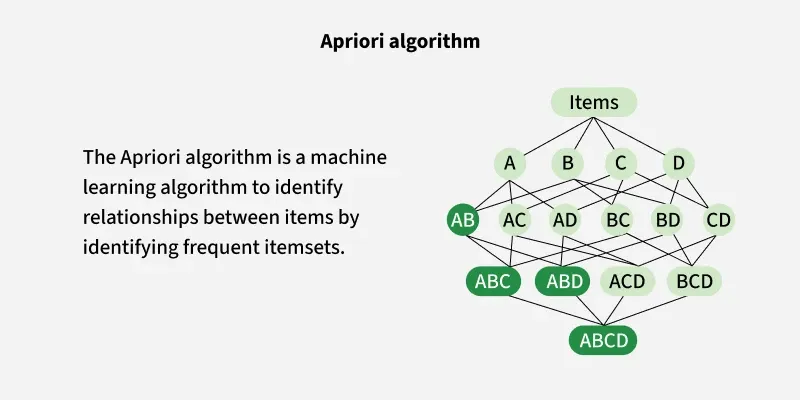 Apriori algorithm
The Apriori algorithm is a machine
learning algorithm to identify
relationships between items by
identifying frequent itemsets.
Items
A B C D
AB AC AD BC BD CD
ABC ABD ACD BCD
ABCD